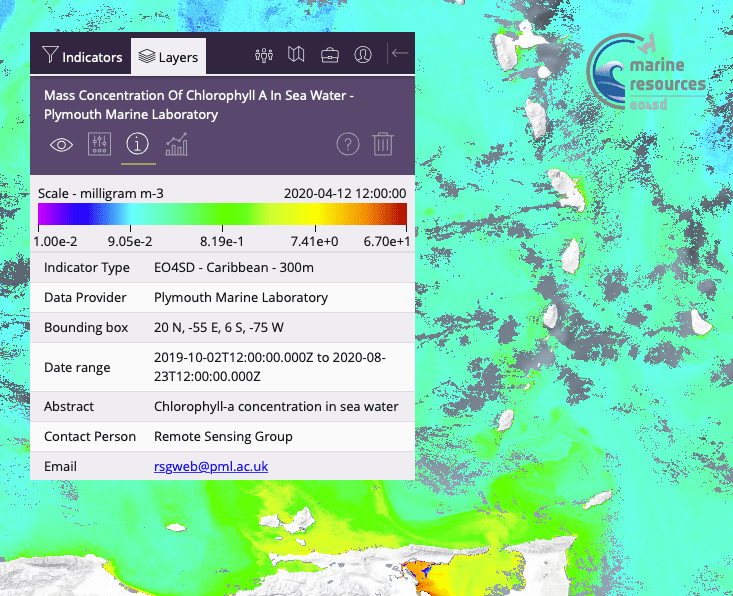 Indicators Layers
Mass Concentration Of Chlorophyll A In Sea Water -
Plymouth Marine Laboratory
Scale - milligram m-3 2020-04-12 12:00:00
1.00e-2 9.05e-2 8.19e-1 7.41e+0 6.70e+1
Indicator Type EO4SD - Caribbean - 300m
Data Provider Plymouth Marine Laboratory
Bounding box 20 N, -55 E, 6 S, -75 W
Date range 2019-10-02T12:00:00.000Z to 2020-08-
23T12:00:00.000Z
Abstract Chlorophyll-a concentration in sea water
Contact Person Remote Sensing Group
Email rsgweb@pml.ac.uk
marine
resources
eo4sd